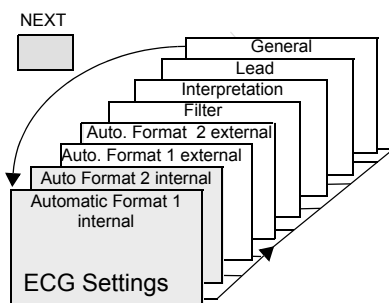 NEXT
General
Lead
Interpretation
Filter
Auto. Format  2 external
Auto. Format 1 external
Auto Format 2 internal
Automatic Format 1
internal
ECG Settings